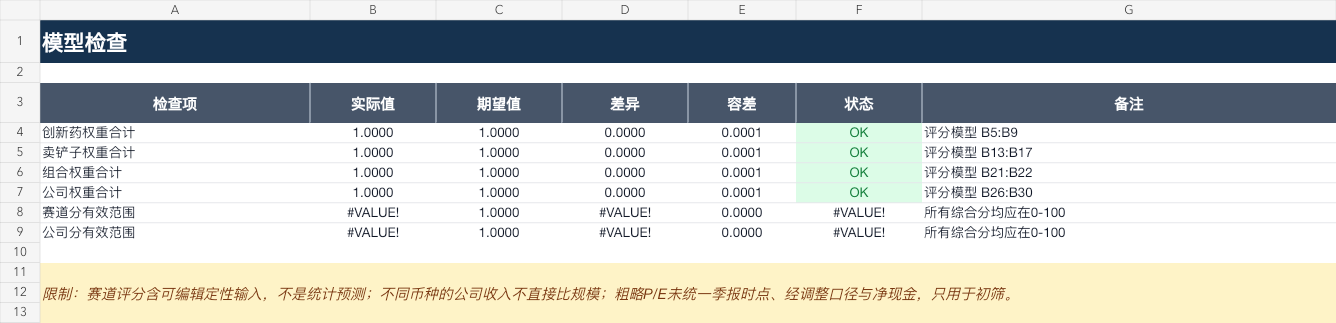 A B C D E F G
1 模型检查
2
3 检查项 实际值 期望值 差异 容差 状态 备注
4 创新药权重合计 1.0000 1.0000 0.0000 0.0001 OK 评分模型 B5:B9
5 卖铲子权重合计 1.0000 1.0000 0.0000 0.0001 OK 评分模型 B13:B17
6 组合权重合计 1.0000 1.0000 0.0000 0.0001 OK 评分模型 B21:B22
7 公司权重合计 1.0000 1.0000 0.0000 0.0001 OK 评分模型 B26:B30
8 赛道分有效范围 #VALUE! 1.0000 #VALUE! 0.0000 #VALUE! 所有综合分均应在0-100
9 公司分有效范围 #VALUE! 1.0000 #VALUE! 0.0000 #VALUE! 所有综合分均应在0-100
10
11
12 限制：赛道评分含可编辑定性输入，不是统计预测；不同币种的公司收入不直接比规模；粗略P/E未统一季报时点、经调整口径与净现金，只用于初筛。
13